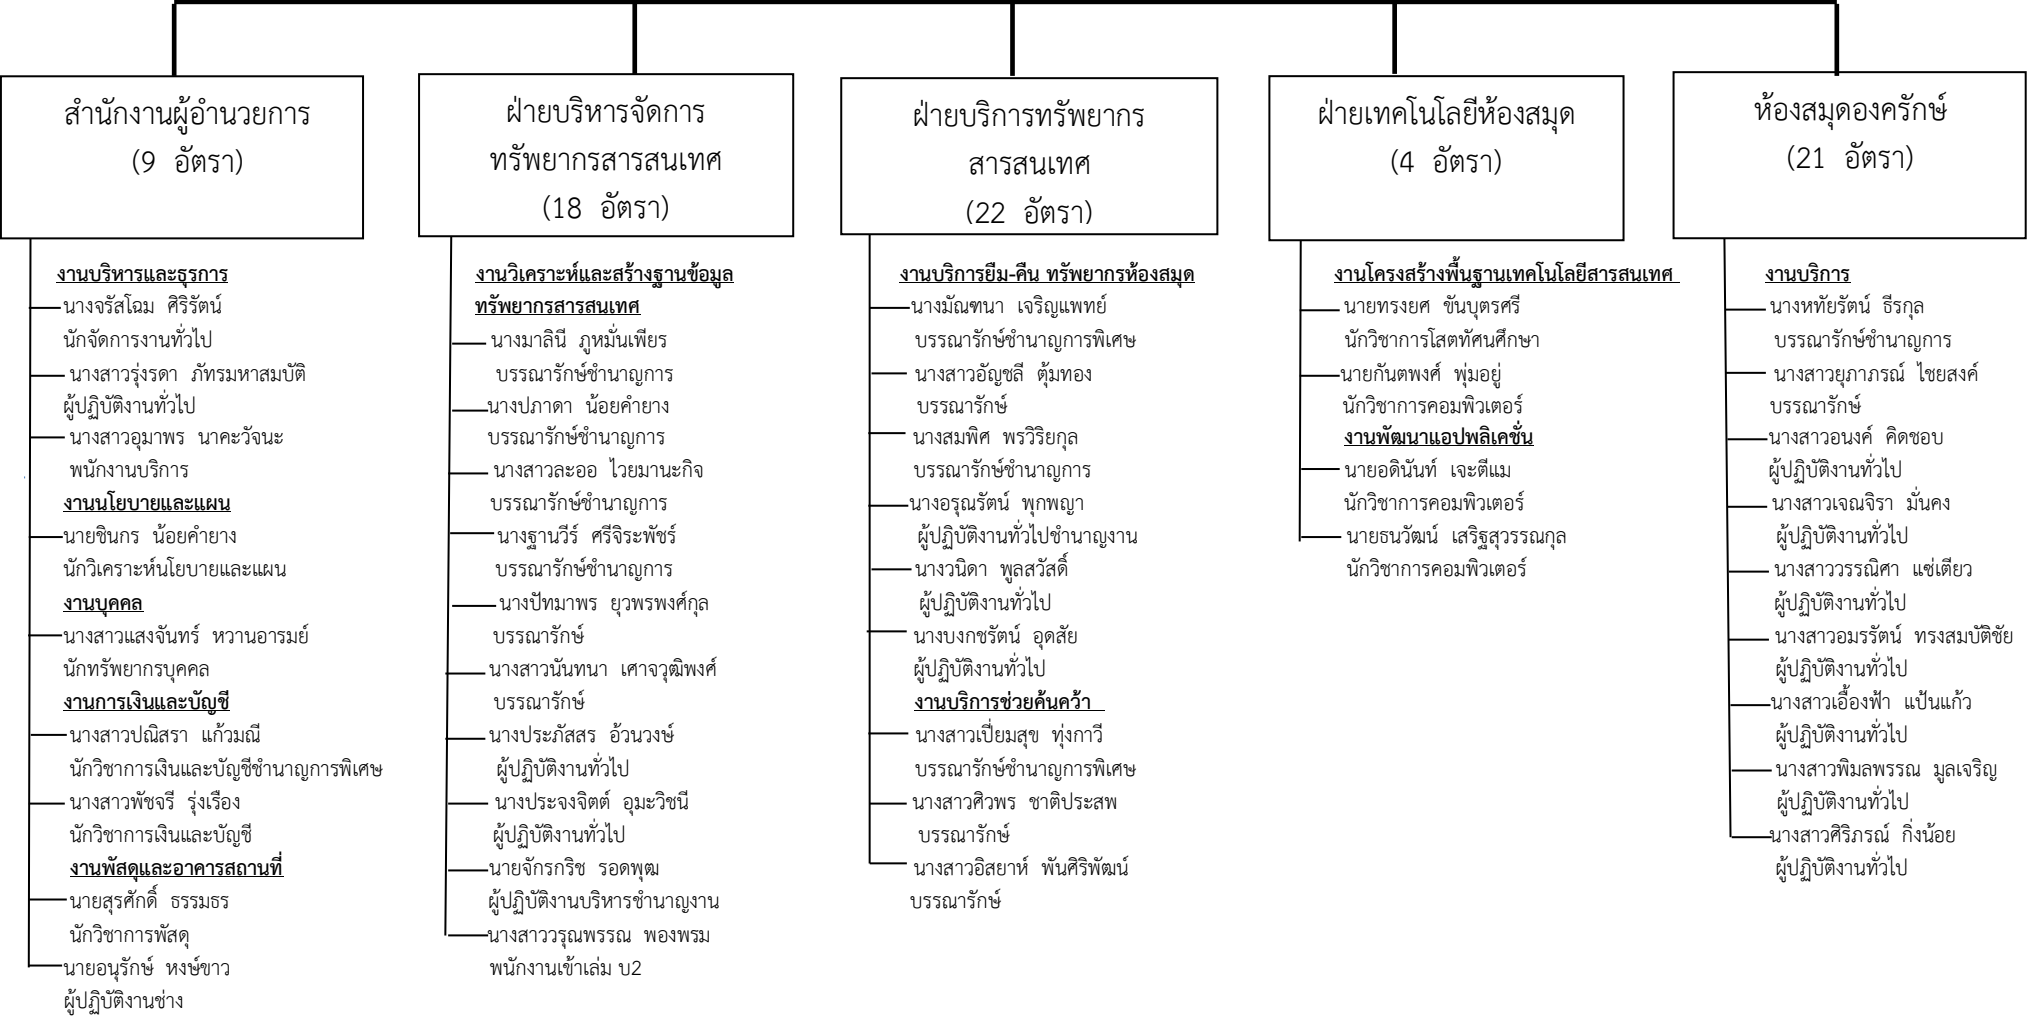 สำนักงานผู้อำนวยการ
(9 อัตรา)
งานบริหารและธุรการ
นางจรัสโฉม ศิริรัตน์
นักจัดการงานทั่วไป
นางสาวรุ่งรดา ภัทรมหาสมบัติ
ผู้ปฏิบัติงานทั่วไป
นางสาวอุมาพร นาคะวัจนะ
พนักงานบริการ
งานนโยบายและแผน
นายชินกร น้อยคำยาง
นักวิเคราะห์นโยบายและแผน
งานบุคคล
นางสาวแสงจันทร์ หวานอารมย์
นักทรัพยากรบุคคล
งานการเงินและบัญชี
นางสาวปณิสรา แก้วมณี
นักวิชาการเงินและบัญชีชำนาญการพิเศษ
นางสาวพัชจรี รุ่งเรือง
นักวิชาการเงินและบัญชี
งานพัสดุและอาคารสถานที่
นายสุรศักดิ์ ธรรมธร
นักวิชาการพัสดุ
นายอนุรักษ์ หงษ์ขาว
ผู้ปฏิบัติงานช่าง
ฝ่ายบริหารจัดการ
ทรัพยากรสารสนเทศ
(18 อัตรา)
งานวิเคราะห์และสร้างฐานข้อมูล
ทรัพยากรสารสนเทศ
นางมาลินี ภูหมั่นเพียร
บรรณารักษ์ชำนาญการ
นางปภาดา น้อยคำยาง
บรรณารักษ์ชำนาญการ
นางสาวละออ ไวยมานะกิจ
บรรณารักษ์ชำนาญการ
นางฐานวีร์ ศรีจิระพัชร์
บรรณารักษ์ชำนาญการ
นางปัทมาพร ยุวพรพงศ์กุล
บรรณารักษ์
นางสาวนันทนา เศาจวุฒิพงศ์
บรรณารักษ์
นางประภัสสร อ้วนวงษ์
ผู้ปฏิบัติงานทั่วไป
นางประจงจิตต์ อุมะวิชนี
ผู้ปฏิบัติงานทั่วไป
นายจักรกริช รอดพุฒ
ผู้ปฏิบัติงานบริหารชำนาญงาน
นางสาววรุณพรรณ พองพรม
พนักงานเข้าเล่ม บ2
ฝ่ายบริการทรัพยากร
สารสนเทศ
(22 อัตรา)
งานบริการยืม-คืน ทรัพยากรห้องสมุด
นางมัณฑนา เจริญแพทย์
บรรณารักษ์ชำนาญการพิเศษ
นางสาวอัญชลี ตุ้มทอง
บรรณารักษ์
นางสมพิศ พรวิริยกุล
บรรณารักษ์ชำนาญการ
นางอรุณรัตน์ พุกพญา
ผู้ปฏิบัติงานทั่วไปชำนาญงาน
นางวนิดา พูลสวัสดิ์
ผู้ปฏิบัติงานทั่วไป
นางบงกชรัตน์ อุดสัย
ผู้ปฏิบัติงานทั่วไป
งานบริการช่วยค้นคว้า
นางสาวเปี่ยมสุข ทุ่งกาวี
บรรณารักษ์ชำนาญการพิเศษ
นางสาวศิวพร ชาติประสพ
บรรณารักษ์
นางสาวอิสยาห์ พันศิริพัฒน์
บรรณารักษ์
ฝ่ายเทคโนโลยีห้องสมุด
(4 อัตรา)
งานโครงสร้างพื้นฐานเทคโนโลยีสารสนเทศ
นายทรงยศ ขันบุตรศรี
นักวิชาการโสตทัศนศึกษา
นายกันตพงศ์ พุ่มอยู่
นักวิชาการคอมพิวเตอร์
งานพัฒนาแอปพลิเคชั่น
นายอดินันท์ เจะตีแม
นักวิชาการคอมพิวเตอร์
นายธนวัฒน์ เสริฐสุวรรณกุล
นักวิชาการคอมพิวเตอร์
ห้องสมุดองครักษ์
(21 อัตรา)
งานบริการ
นางหทัยรัตน์ ธีรกุล
บรรณารักษ์ชำนาญการ
นางสาวยุภาภรณ์ ไชยสงค์
บรรณารักษ์
นางสาวอนงค์ คิดชอบ
ผู้ปฏิบัติงานทั่วไป
นางสาวเจณจิรา มั่นคง
ผู้ปฏิบัติงานทั่วไป
นางสาววรรณิศา แซ่เตียว
ผู้ปฏิบัติงานทั่วไป
นางสาวอมรรัตน์ ทรงสมบัติชัย
ผู้ปฏิบัติงานทั่วไป
นางสาวเอื้องฟ้า แป้นแก้ว
ผู้ปฏิบัติงานทั่วไป
นางสาวพิมลพรรณ มูลเจริญ
ผู้ปฏิบัติงานทั่วไป
นางสาวศิริภรณ์ กิ่งน้อย
ผู้ปฏิบัติงานทั่วไป